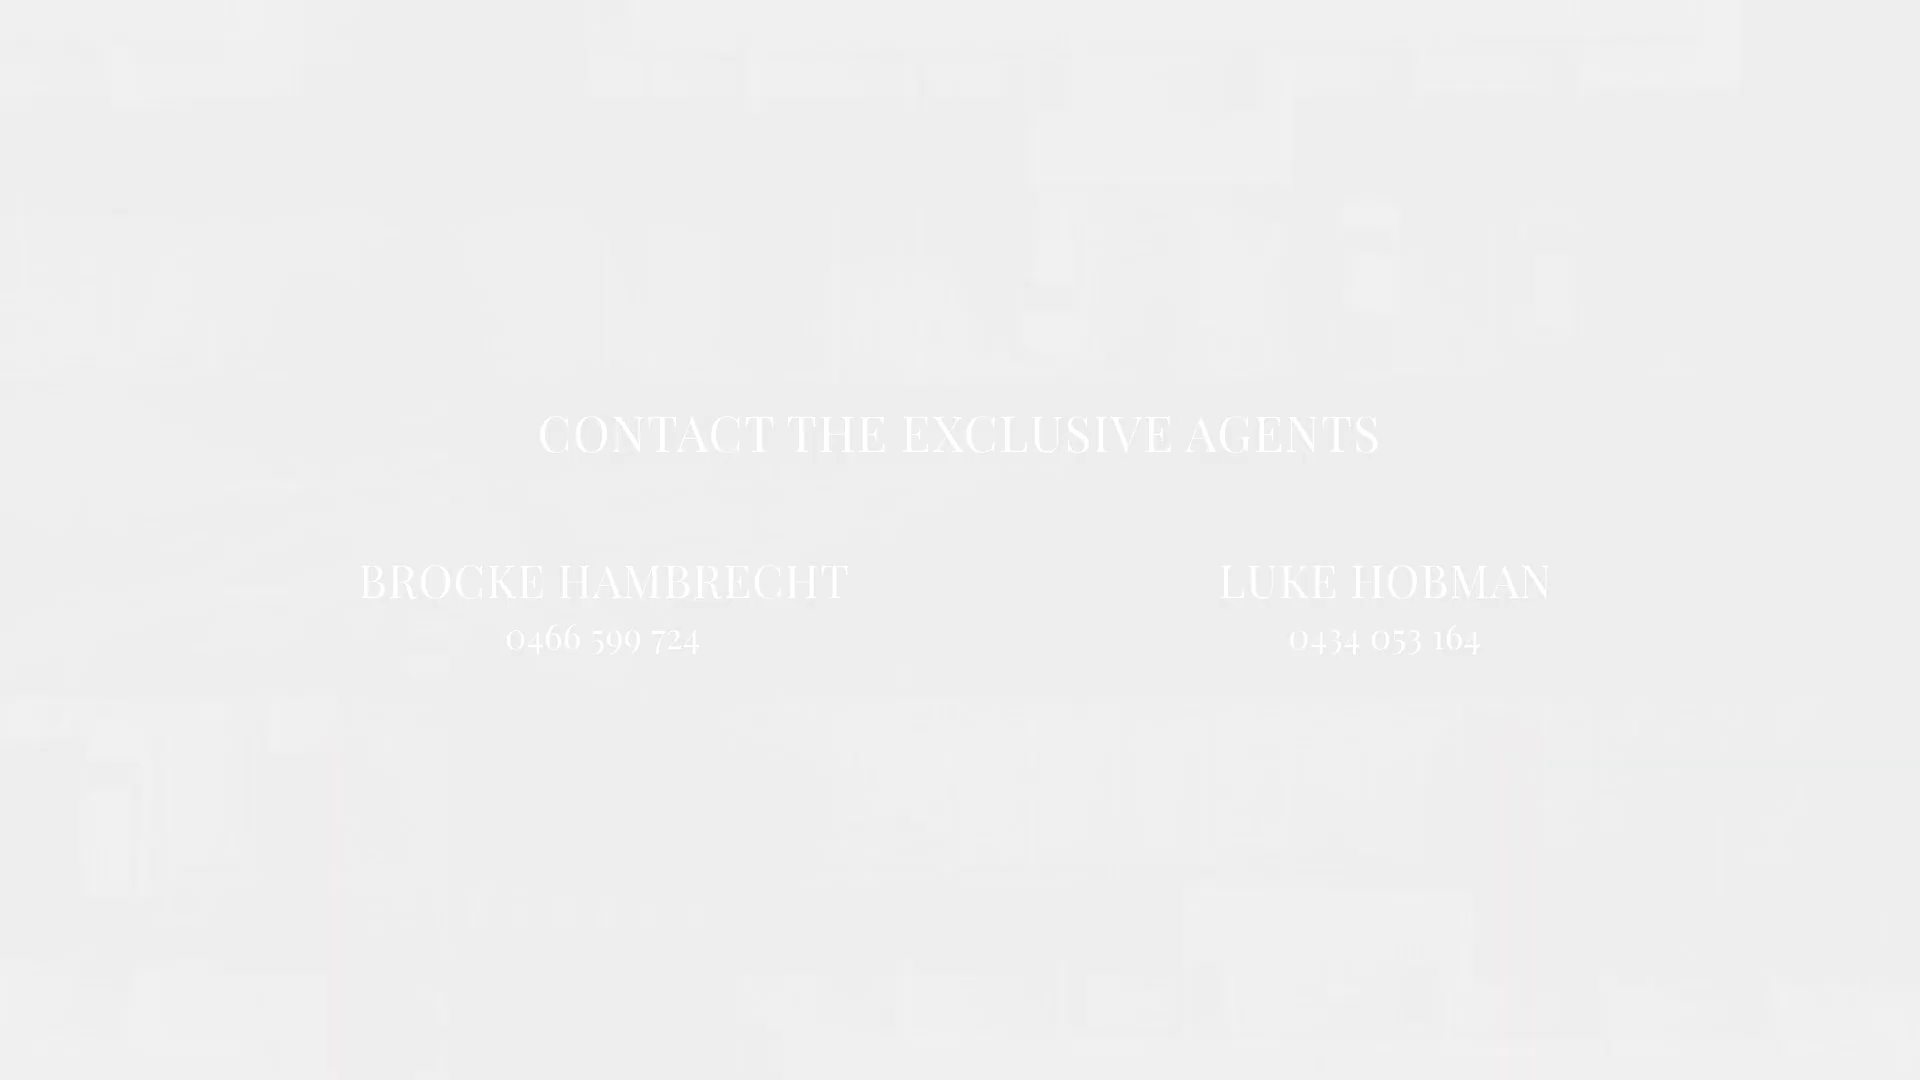 CONTACT THE EXCLUSIVE AGENTS
BROCKE HAMBRECHT
LUKE HOBMAN
0466 599 724
0434 053 164